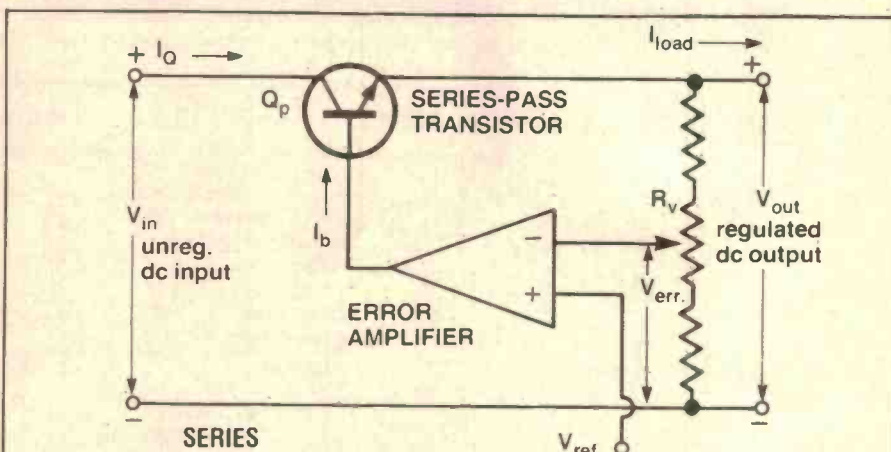 + I_Q →
I_load →
+
Q_p
SERIES-PASS
TRANSISTOR
V_in
unreg.
dc input
I_b
R_v
V_out
regulated
dc output
−
+
V_err.
ERROR
AMPLIFIER
−
−
SERIES
V_ref